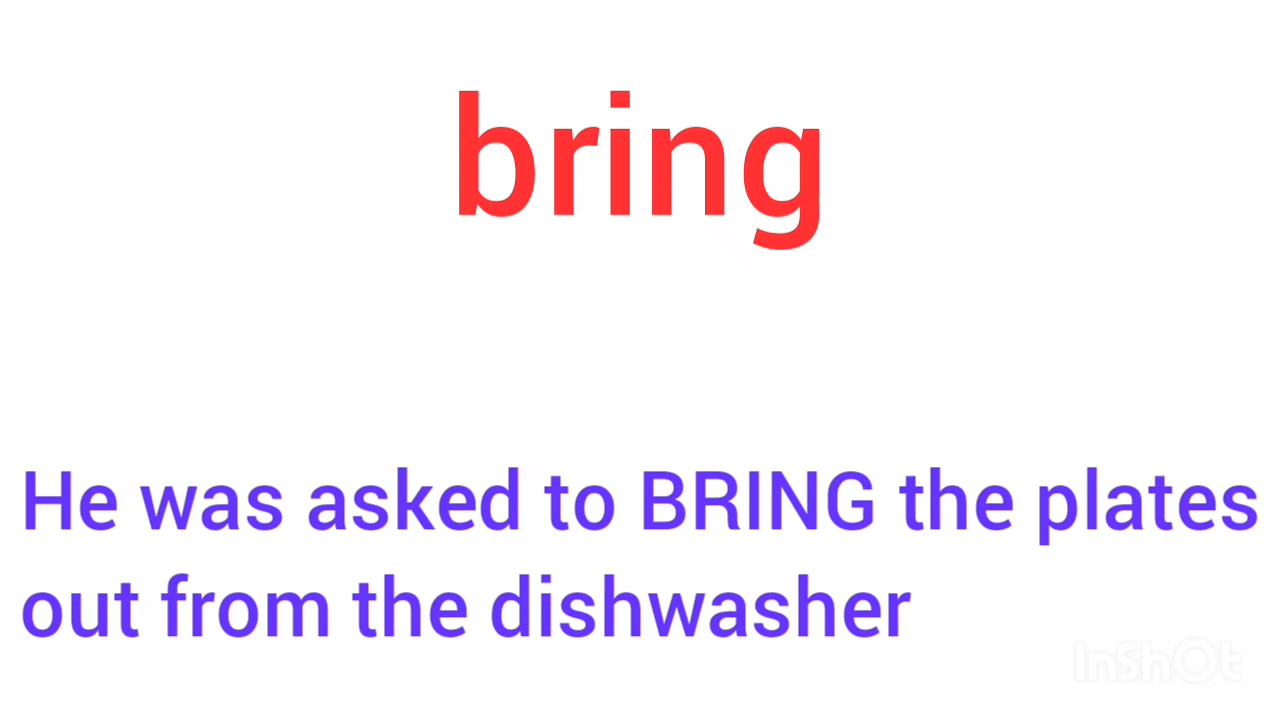 bring
He was asked to BRING the plates
out from the dishwasher
InShOt